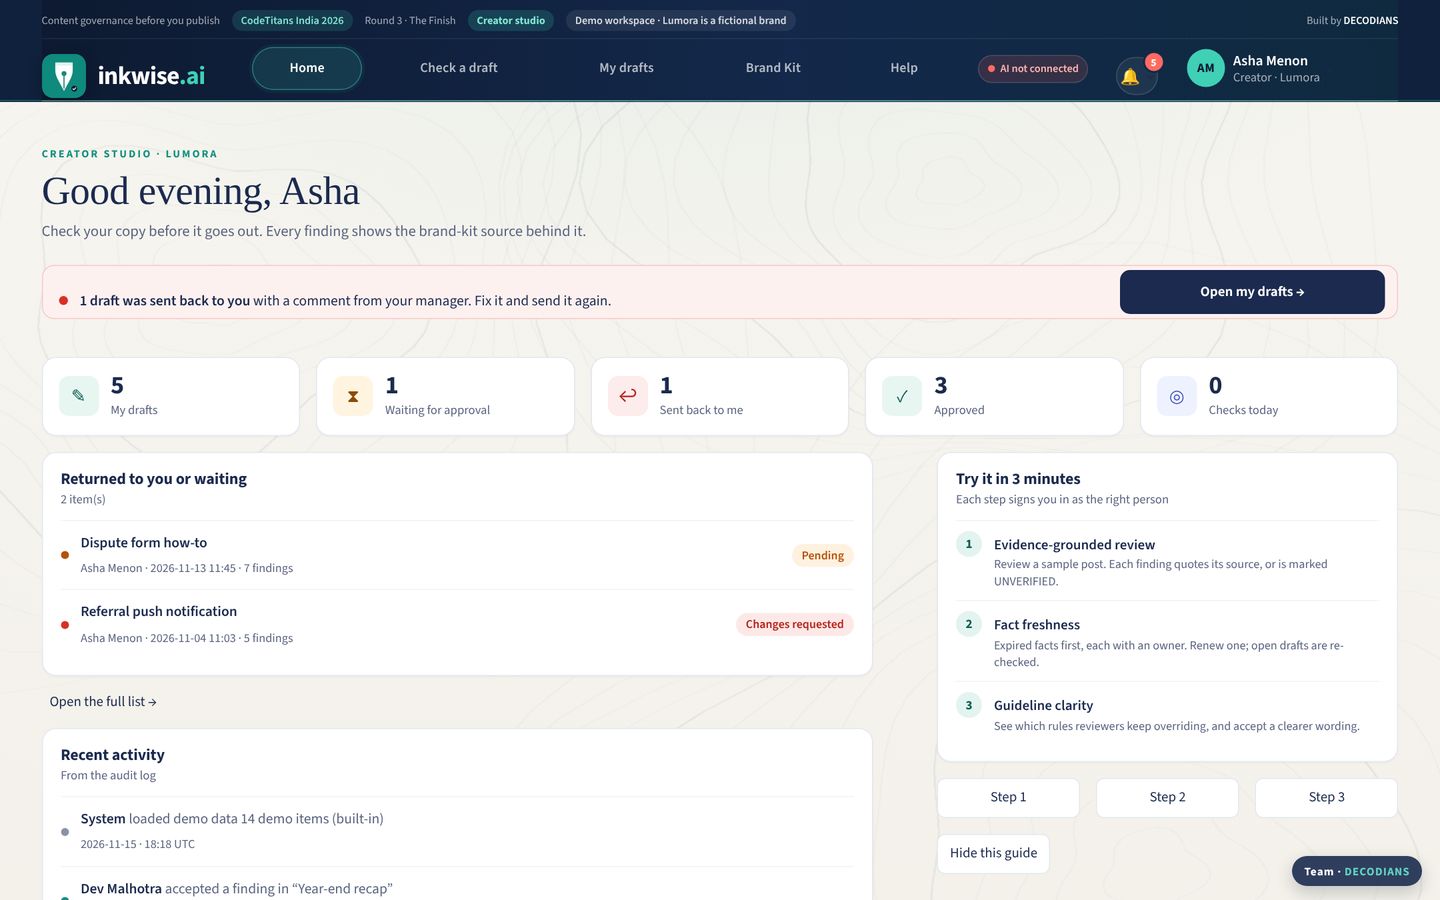 Content governance before you publish
CodeTitans India 2026
Round 3 · The Finish
Creator studio
Demo workspace · Lumora is a fictional brand
Built by DECODIANS
inkwise.ai
Home
Check a draft
My drafts
Brand Kit
Help
AI not connected
5
AM
Asha Menon
Creator · Lumora
CREATOR STUDIO · LUMORA
Good evening, Asha
Check your copy before it goes out. Every finding shows the brand-kit source behind it.
1 draft was sent back to you with a comment from your manager. Fix it and send it again.
Open my drafts →
5
My drafts
1
Waiting for approval
1
Sent back to me
3
Approved
0
Checks today
Returned to you or waiting
2 item(s)
Dispute form how-to
Asha Menon · 2026-11-13 11:45 · 7 findings
Pending
Referral push notification
Asha Menon · 2026-11-04 11:03 · 5 findings
Changes requested
Open the full list →
Recent activity
From the audit log
System loaded demo data 14 demo items (built-in)
2026-11-15 · 18:18 UTC
Dev Malhotra accepted a finding in “Year-end recap”
Try it in 3 minutes
Each step signs you in as the right person
1
Evidence-grounded review
Review a sample post. Each finding quotes its source, or is marked
UNVERIFIED.
2
Fact freshness
Expired facts first, each with an owner. Renew one; open drafts are re-
checked.
3
Guideline clarity
See which rules reviewers keep overriding, and accept a clearer wording.
Step 1
Step 2
Step 3
Hide this guide
Team · DECODIANS